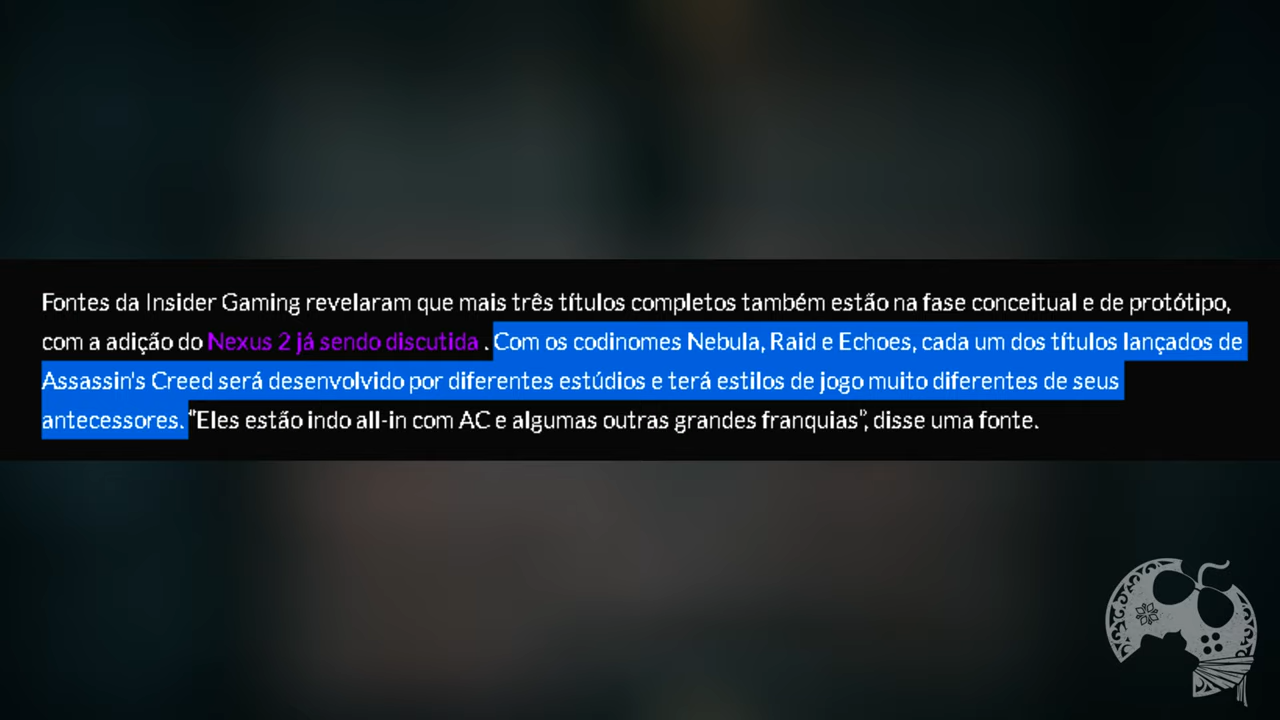 Fontes da Insider Gaming revelaram que mais três títulos completos também estão na fase conceitual e de protótipo,
com a adição do Nexus 2 já sendo discutida . Com os codinomes Nebula, Raid e Echoes, cada um dos títulos lançados de
Assassin's Creed será desenvolvido por diferentes estúdios e terá estilos de jogo muito diferentes de seus
antecessores. “Eles estão indo all-in com AC e algumas outras grandes franquias”, disse uma fonte.